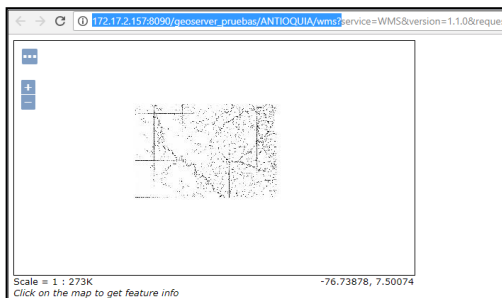 172.17.2.157:8090/geoserver_pruebas/ANTIOQUIA/wms?service=WMS&version=1.1.0&reques
+
−
Scale = 1 : 273K
-76.73878, 7.50074
Click on the map to get feature info